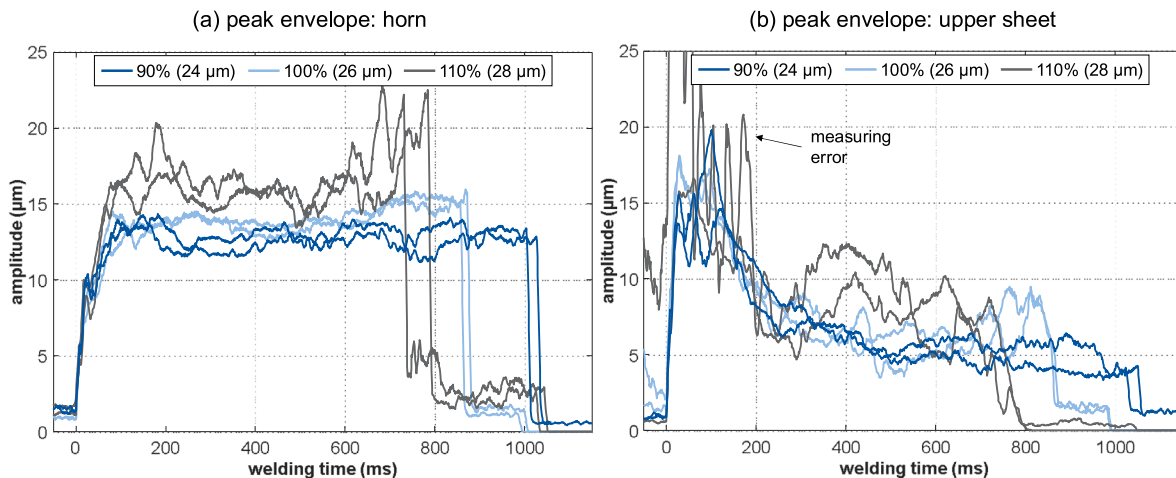 (a) peak envelope: horn
25
20
15
10
5
0
amplitude (µm)
90% (24 µm) 100% (26 µm) 110% (28 µm)
0 200 400 600 800 1000
welding time (ms)
(b) peak envelope: upper sheet
25
20
15
10
5
0
amplitude (µm)
90% (24 µm) 100% (26 µm) 110% (28 µm)
measuring
error
0 200 400 600 800 1000
welding time (ms)